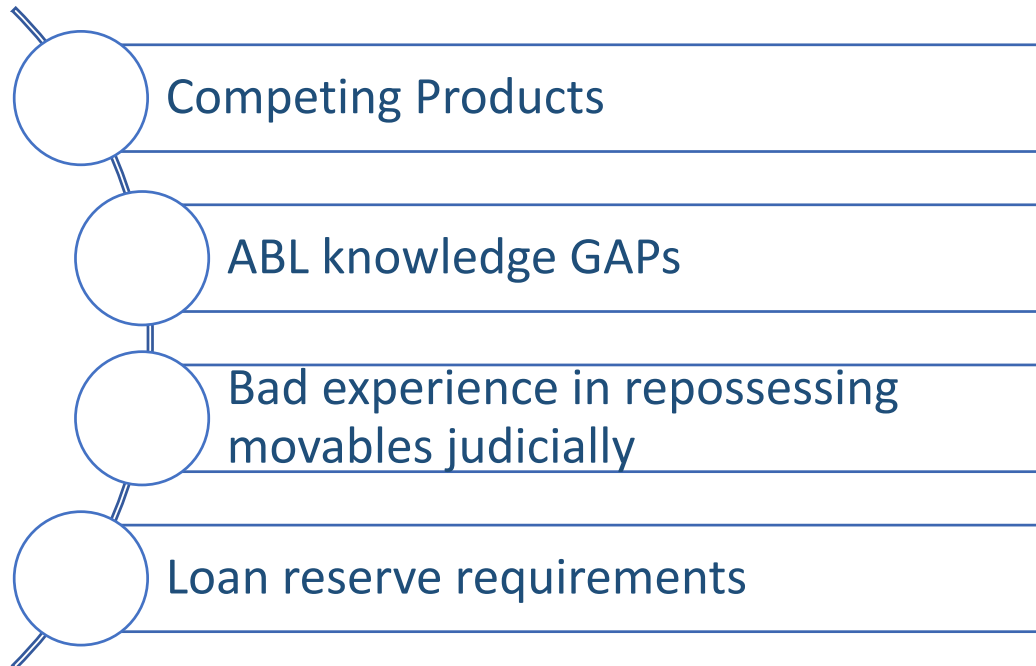 Competing Products
ABL knowledge GAPs
Bad experience in repossessing
movables judicially
Loan reserve requirements